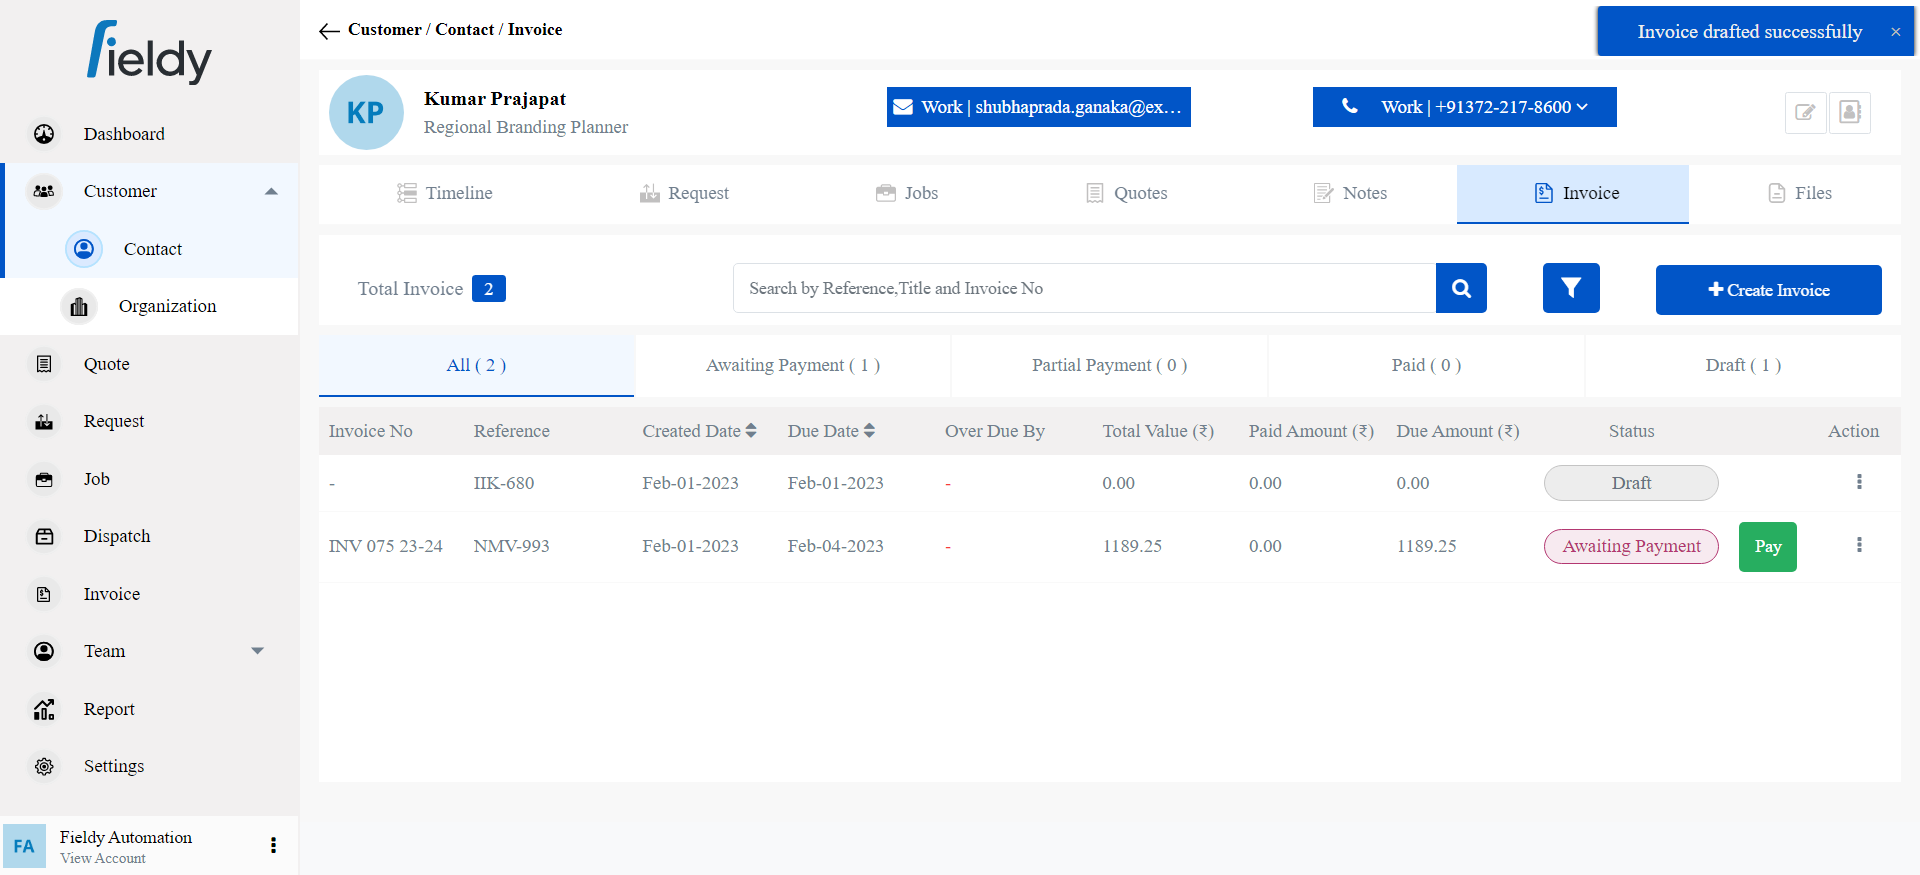 Fieldy
Dashboard
Customer
Contact
Organization
Quote
Request
Job
Dispatch
Invoice
Team
Report
Settings
FA
Fieldy Automation
View Account
Customer / Contact / Invoice
Invoice drafted successfully ×
KP
Kumar Prajapat
Regional Branding Planner
Work | shubhaprada.ganaka@ex...
Work | +91372-217-8600
Timeline
Request
Jobs
Quotes
Notes
Invoice
Files
Total Invoice 2
Search by Reference,Title and Invoice No
Create Invoice
All ( 2 )
Awaiting Payment ( 1 )
Partial Payment ( 0 )
Paid ( 0 )
Draft ( 1 )
Invoice No Reference Created Date Due Date Over Due By Total Value (₹) Paid Amount (₹) Due Amount (₹) Status Action
- IIK-680 Feb-01-2023 Feb-01-2023 - 0.00 0.00 0.00 Draft
INV 075 23-24 NMV-993 Feb-01-2023 Feb-04-2023 - 1189.25 0.00 1189.25 Awaiting Payment Pay